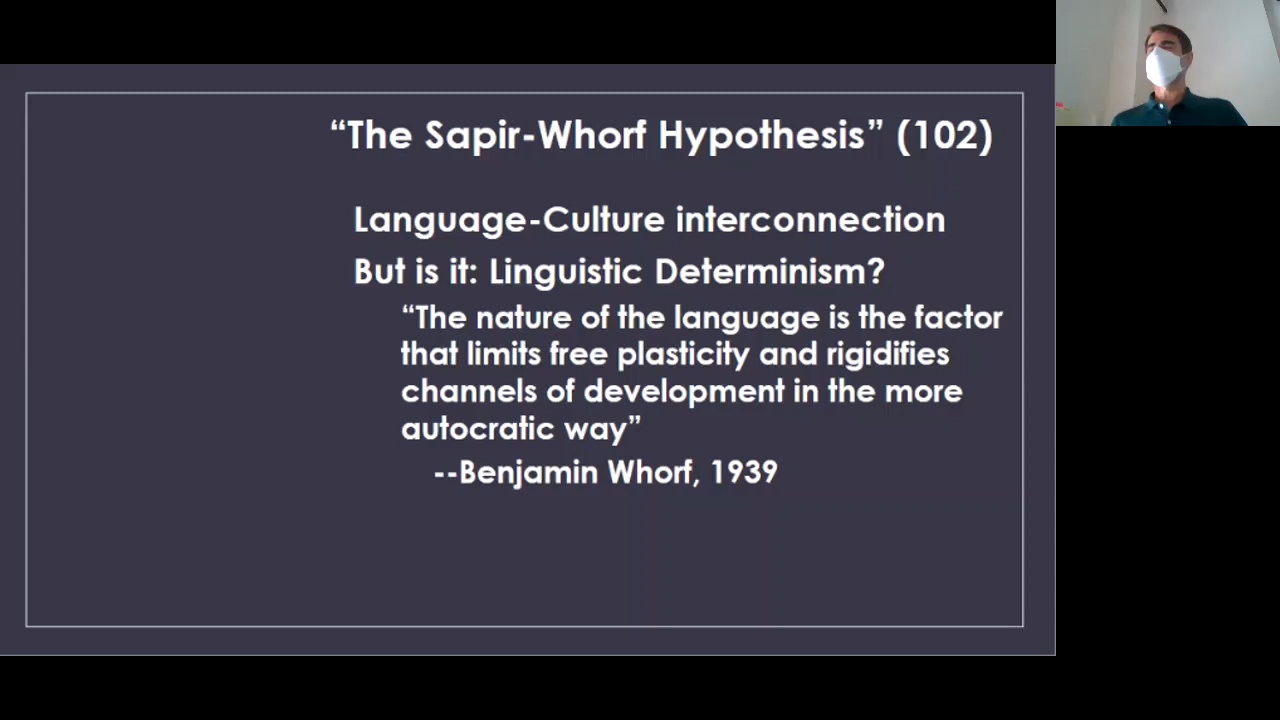 “The Sapir-Whorf Hypothesis” (102)
Language-Culture interconnection
But is it: Linguistic Determinism?
“The nature of the language is the factor
that limits free plasticity and rigidifies
channels of development in the more
autocratic way”
--Benjamin Whorf, 1939